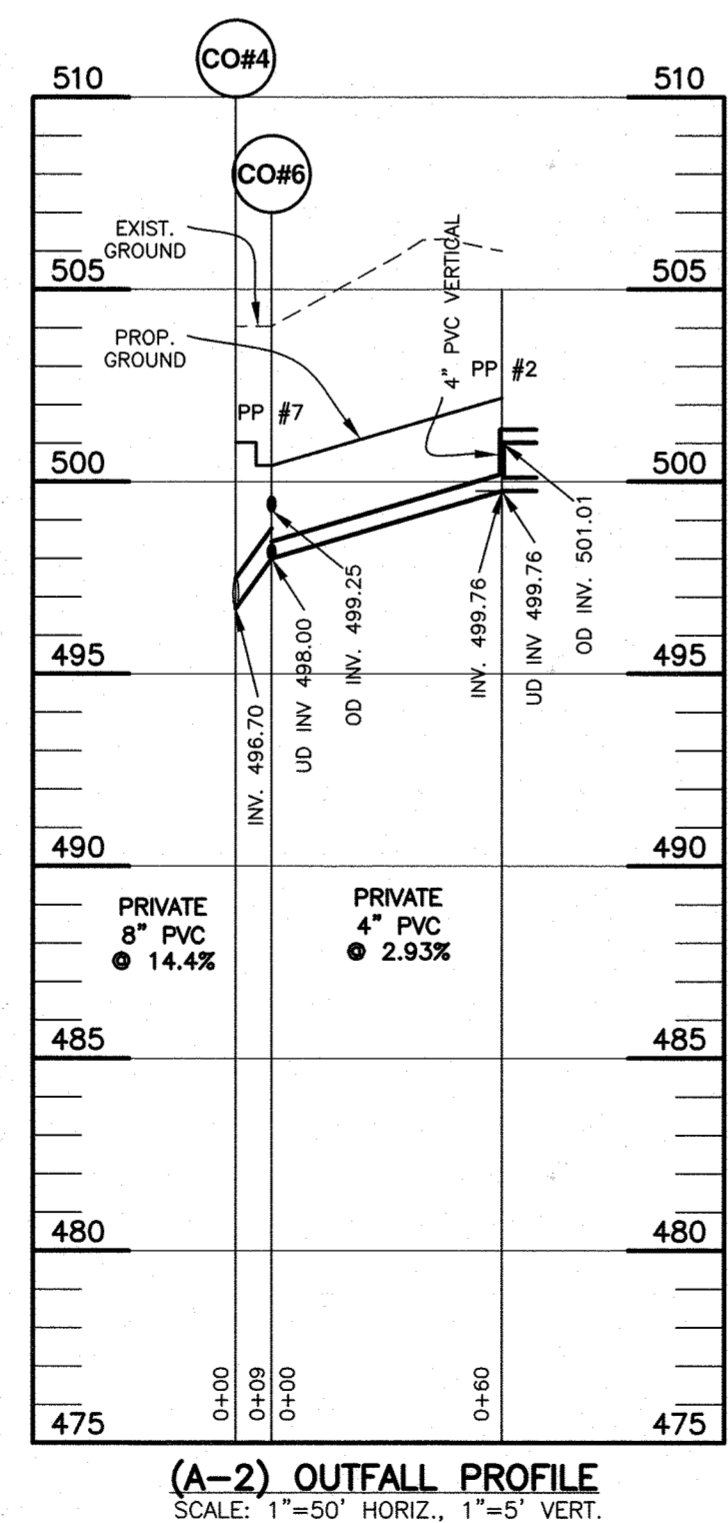 CO#4
510
510
CO#6
EXIST.
GROUND
505
505
4" PVC VERTICAL
PROP.
GROUND
PP #2
PP #7
500
500
INV. 496.70
UD INV 498.00
OD INV. 499.25
INV. 499.76
UD INV 499.76
OD INV. 501.01
495
495
490
490
PRIVATE
8" PVC
@ 14.4%
PRIVATE
4" PVC
@ 2.93%
485
485
480
480
0+00
0+09
0+00
0+60
475
475
(A-2) OUTFALL PROFILE
SCALE: 1"=50' HORIZ., 1"=5' VERT.